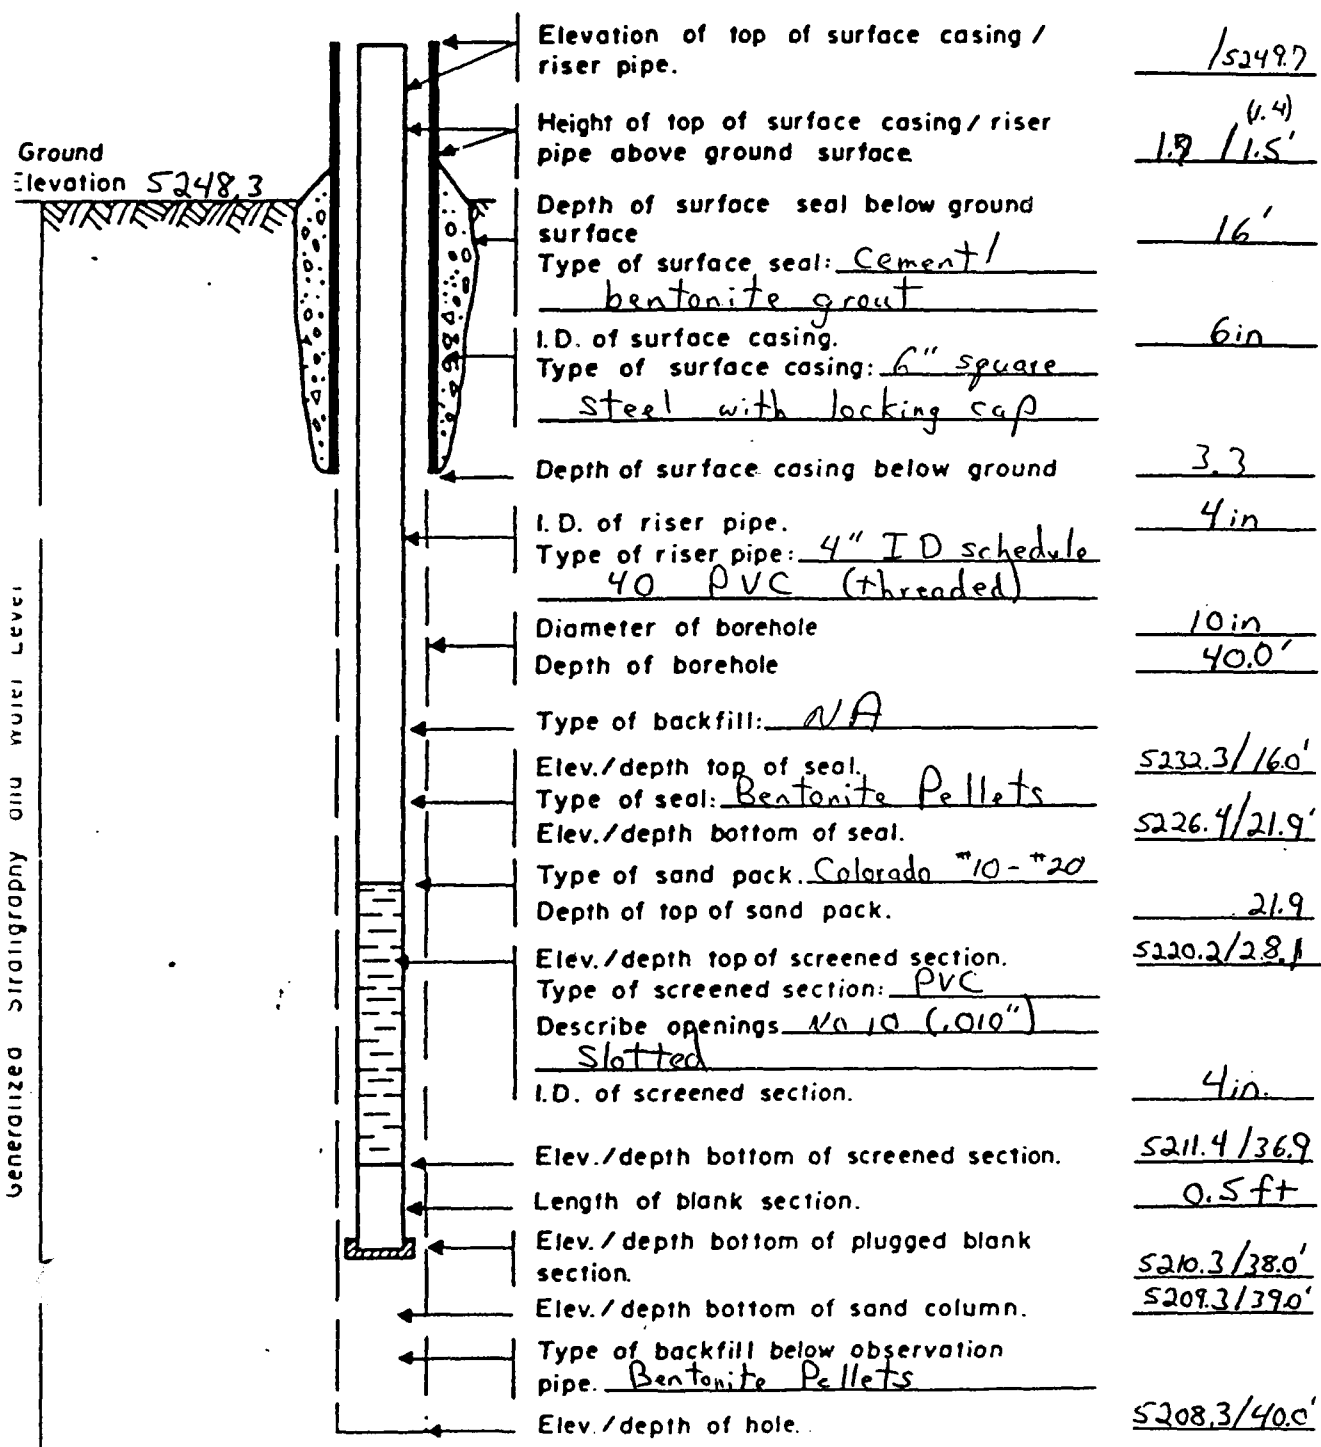 Elevation of top of surface casing / riser pipe. /5249.7
(1.4)
Height of top of surface casing / riser pipe above ground surface /1.5'
Ground
Elevation 5248.3
Depth of surface seal below ground surface 16'
Type of surface seal: Cement/
bentonite grout
I.D. of surface casing. 6in
Type of surface casing: 6" square
steel with locking cap
Depth of surface casing below ground 3.3
I.D. of riser pipe. 4in
Type of riser pipe: 4" ID schedule
40 PVC (threaded)
Diameter of borehole 10in
Depth of borehole 40.0'
Type of backfill: NA
Elev./depth top of seal. 5232.3/16.0'
Type of seal: Bentonite Pellets
Elev./depth bottom of seal. 5226.4/21.9'
Type of sand pack. Colorado #10-#20
Depth of top of sand pack. 21.9
Elev./depth top of screened section. 5220.2/28.1
Type of screened section: PVC
Describe openings No 10 (.010")
Slotted
I.D. of screened section. 4in.
Elev./depth bottom of screened section. 5211.4/36.9
Length of blank section. 0.5 ft
Elev./depth bottom of plugged blank section. 5210.3/38.0'
Elev./depth bottom of sand column. 5209.3/39.0'
Type of backfill below observation
pipe. Bentonite Pellets
Elev./depth of hole. 5208.3/40.0'
Generalized Stratigraphy and Water Level